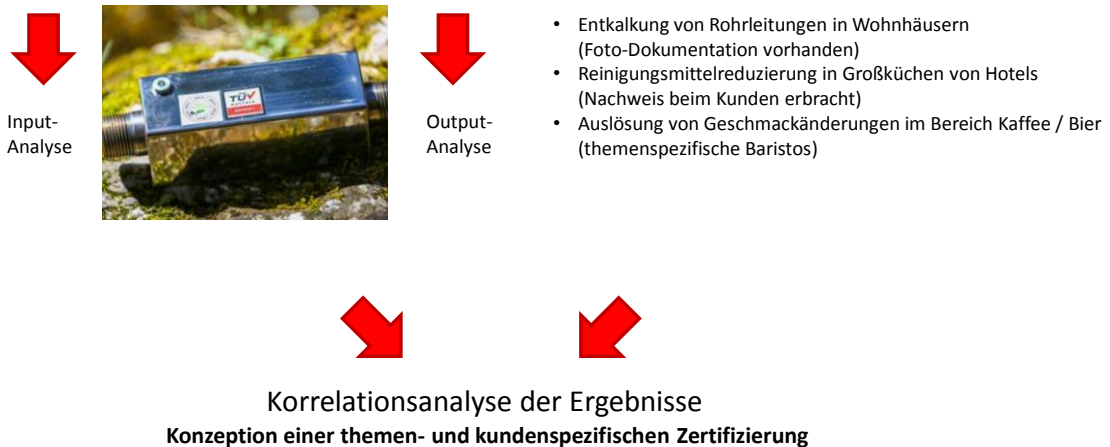 Input-
Analyse
TÜV
AUSTRIA
Output-
Analyse
• Entkalkung von Rohrleitungen in Wohnhäusern
(Foto-Dokumentation vorhanden)
• Reinigungsmittelreduzierung in Großküchen von Hotels
(Nachweis beim Kunden erbracht)
• Auslösung von Geschmackänderungen im Bereich Kaffee / Bier
(themenspezifische Baristos)
Korrelationsanalyse der Ergebnisse
Konzeption einer themen- und kundenspezifischen Zertifizierung